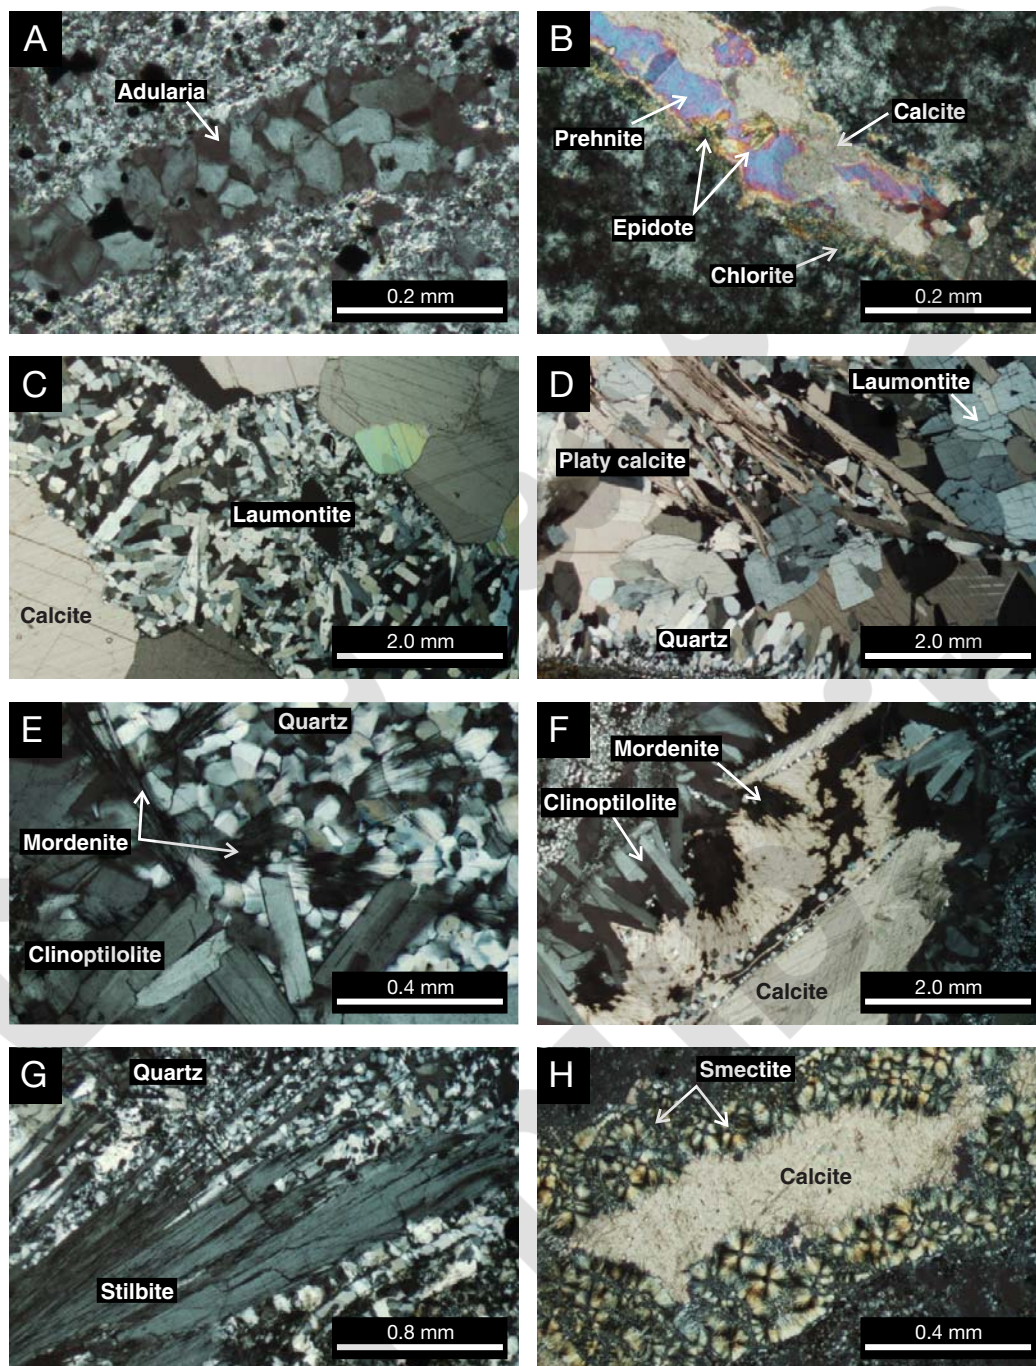 A
Adularia
0.2 mm
B
Prehnite
Calcite
Epidote
Chlorite
0.2 mm
C
Laumontite
Calcite
2.0 mm
D
Laumontite
Platy calcite
Quartz
2.0 mm
E
Quartz
Mordenite
Clinoptilolite
0.4 mm
F
Mordenite
Clinoptilolite
Calcite
2.0 mm
G
Quartz
Stilbite
0.8 mm
H
Smectite
Calcite
0.4 mm